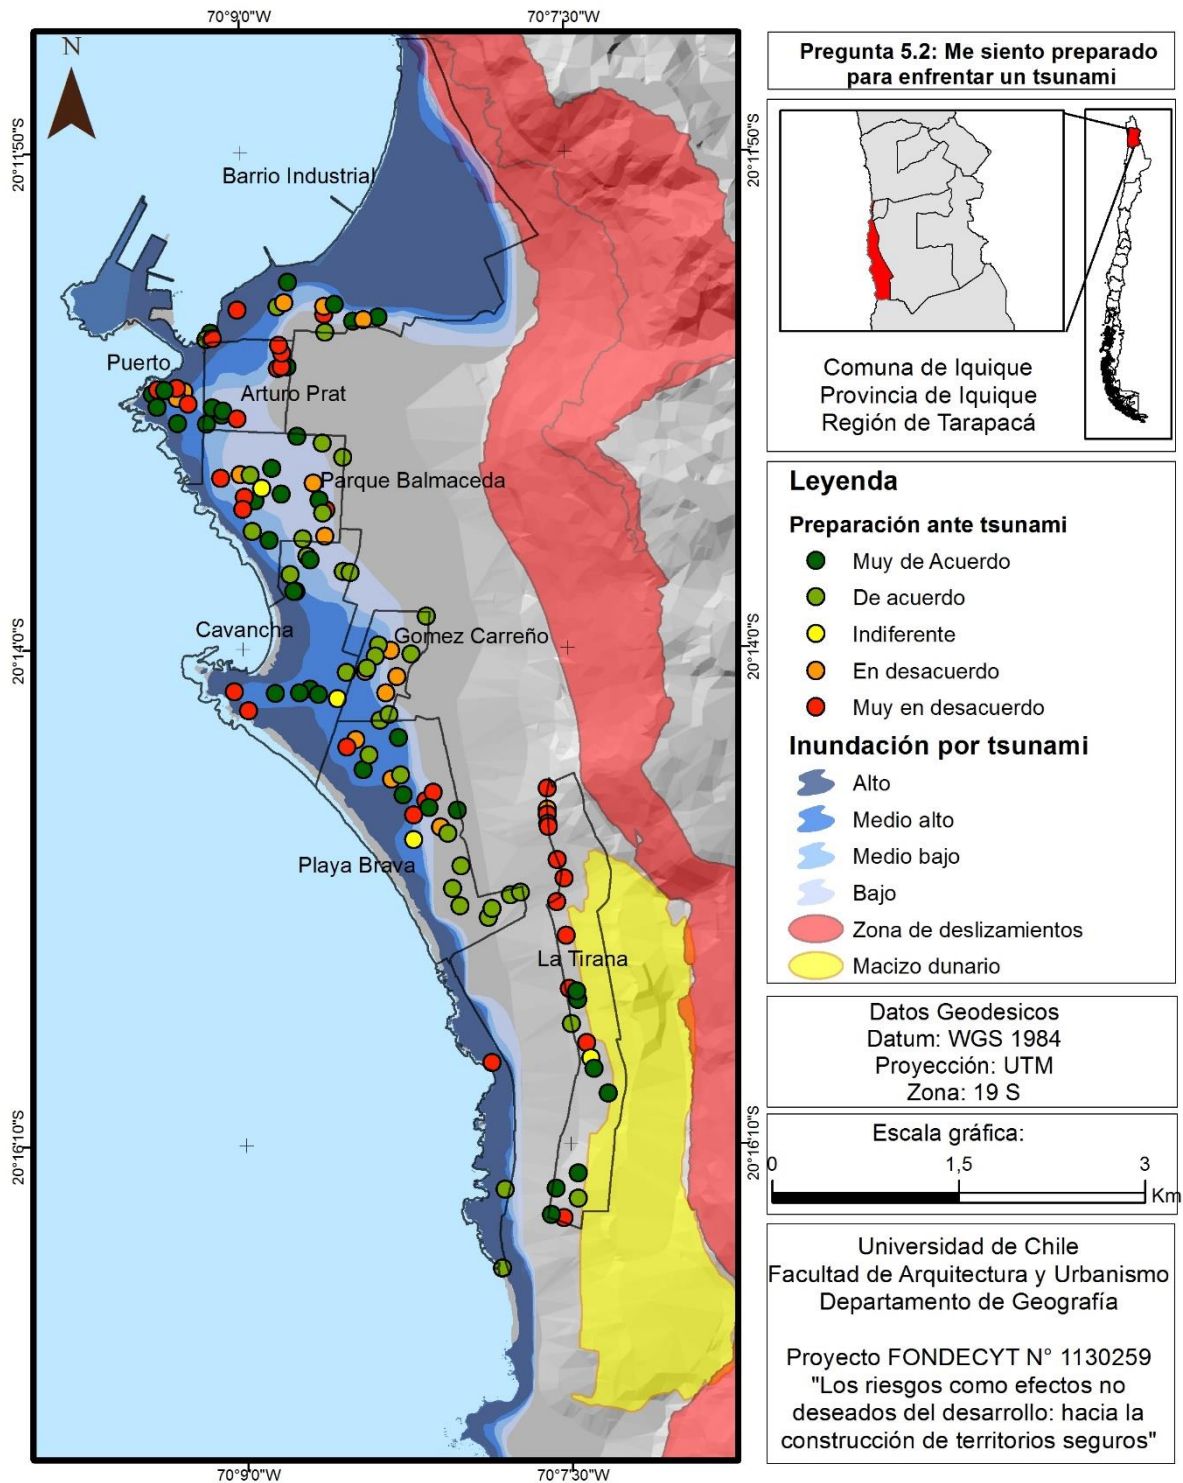 70°9'0"W
70°7'30"W
N
20°11'50"S
20°11'50"S
Barrio Industrial
Puerto
Arturo Prat
Parque Balmaceda
Cavancha
Gomez Carreño
20°14'0"S
20°14'0"S
Playa Brava
La Tirana
20°16'10"S
20°16'10"S
70°9'0"W
70°7'30"W
Pregunta 5.2: Me siento preparado
para enfrentar un tsunami
Comuna de Iquique
Provincia de Iquique
Región de Tarapacá
Leyenda
Preparación ante tsunami
Muy de Acuerdo
De acuerdo
Indiferente
En desacuerdo
Muy en desacuerdo
Inundación por tsunami
Alto
Medio alto
Medio bajo
Bajo
Zona de deslizamientos
Macizo dunario
Datos Geodesicos
Datum: WGS 1984
Proyección: UTM
Zona: 19 S
Escala gráfica:
0 1,5 3
Km
Universidad de Chile
Facultad de Arquitectura y Urbanismo
Departamento de Geografía
Proyecto FONDECYT N° 1130259
"Los riesgos como efectos no
deseados del desarrollo: hacia la
construcción de territorios seguros"